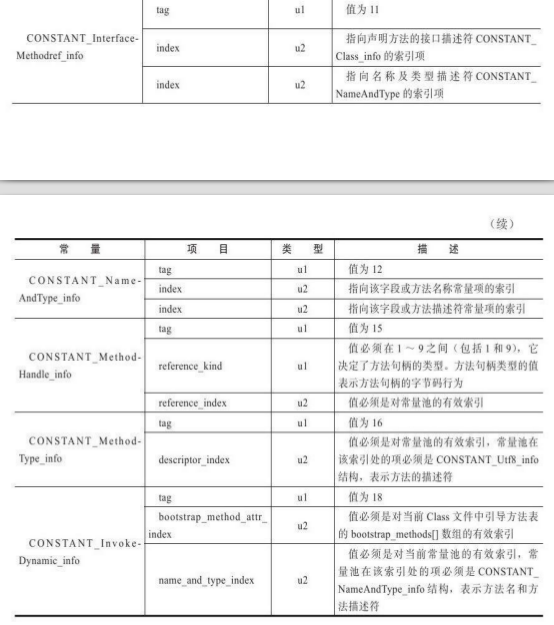 tag u1 值为 11
CONSTANT_Interface-
Methodref_info
index u2 指向声明方法的接口描述符 CONSTANT_
Class_info 的索引项
index u2 指向名称及类型描述符 CONSTANT_
NameAndType 的索引项
（续）
常 量 项 目 类 型 描 述
CONSTANT_Name-
AndType_info
tag u1 值为 12
index u2 指向该字段或方法名称常量项的索引
index u2 指向该字段或方法描述符常量项的索引
CONSTANT_Method-
Handle_info
tag u1 值为 15
reference_kind u1 值必须在 1 ～ 9 之间（包括 1 和 9），它
决定了方法句柄的类型。方法句柄类型的值
表示方法句柄的字节码行为
reference_index u2 值必须是对常量池的有效索引
CONSTANT_Method-
Type_info
tag u1 值为 16
descriptor_index u2 值必须是对常量池的有效索引，常量池在
该索引处的项必须是 CONSTANT_Utf8_info
结构，表示方法的描述符
CONSTANT_Invoke-
Dynamic_info
tag u1 值为 18
bootstrap_method_attr_
index u2 值必须是对当前 Class 文件中引导方法表
的 bootstrap_methods[] 数组的有效索引
name_and_type_index u2 值必须是对当前常量池的有效索引，常
量池在该索引处的项必须是 CONSTANT_
NameAndType_info 结构，表示方法名和方
法描述符